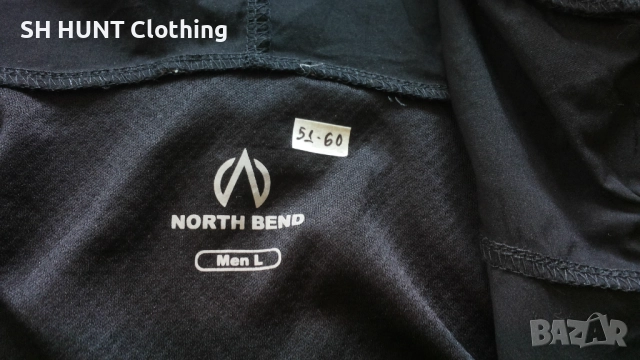 SH HUNT Clothing
51-60
NORTH BEND
Men L
BAZAR